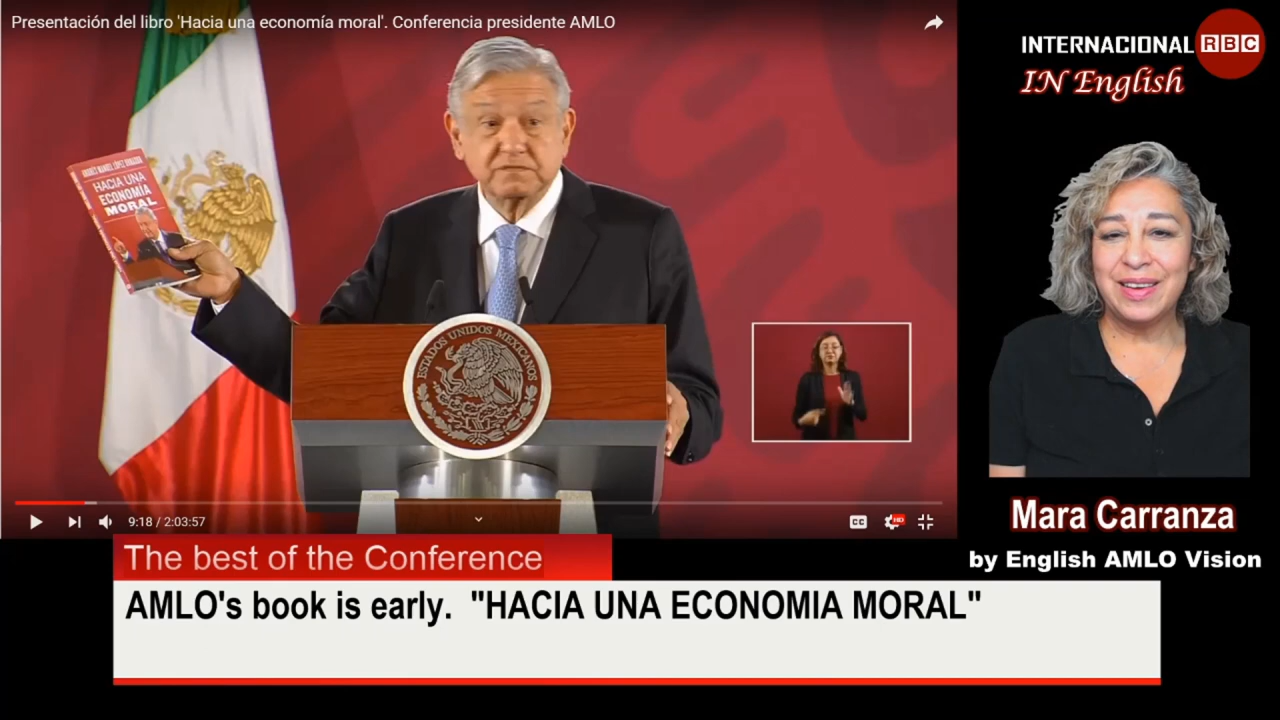 Presentación del libro 'Hacia una economía moral'. Conferencia presidente AMLO
INTERNACIONAL RBC
IN English
ANDRÉS MANUEL LÓPEZ OBRADOR
HACIA UNA
ECONOMÍA
MORAL
ESTADOS UNIDOS MEXICANOS
9:18 / 2:03:57
CC
HD
Mara Carranza
by English AMLO Vision
The best of the Conference
AMLO's book is early. "HACIA UNA ECONOMIA MORAL"